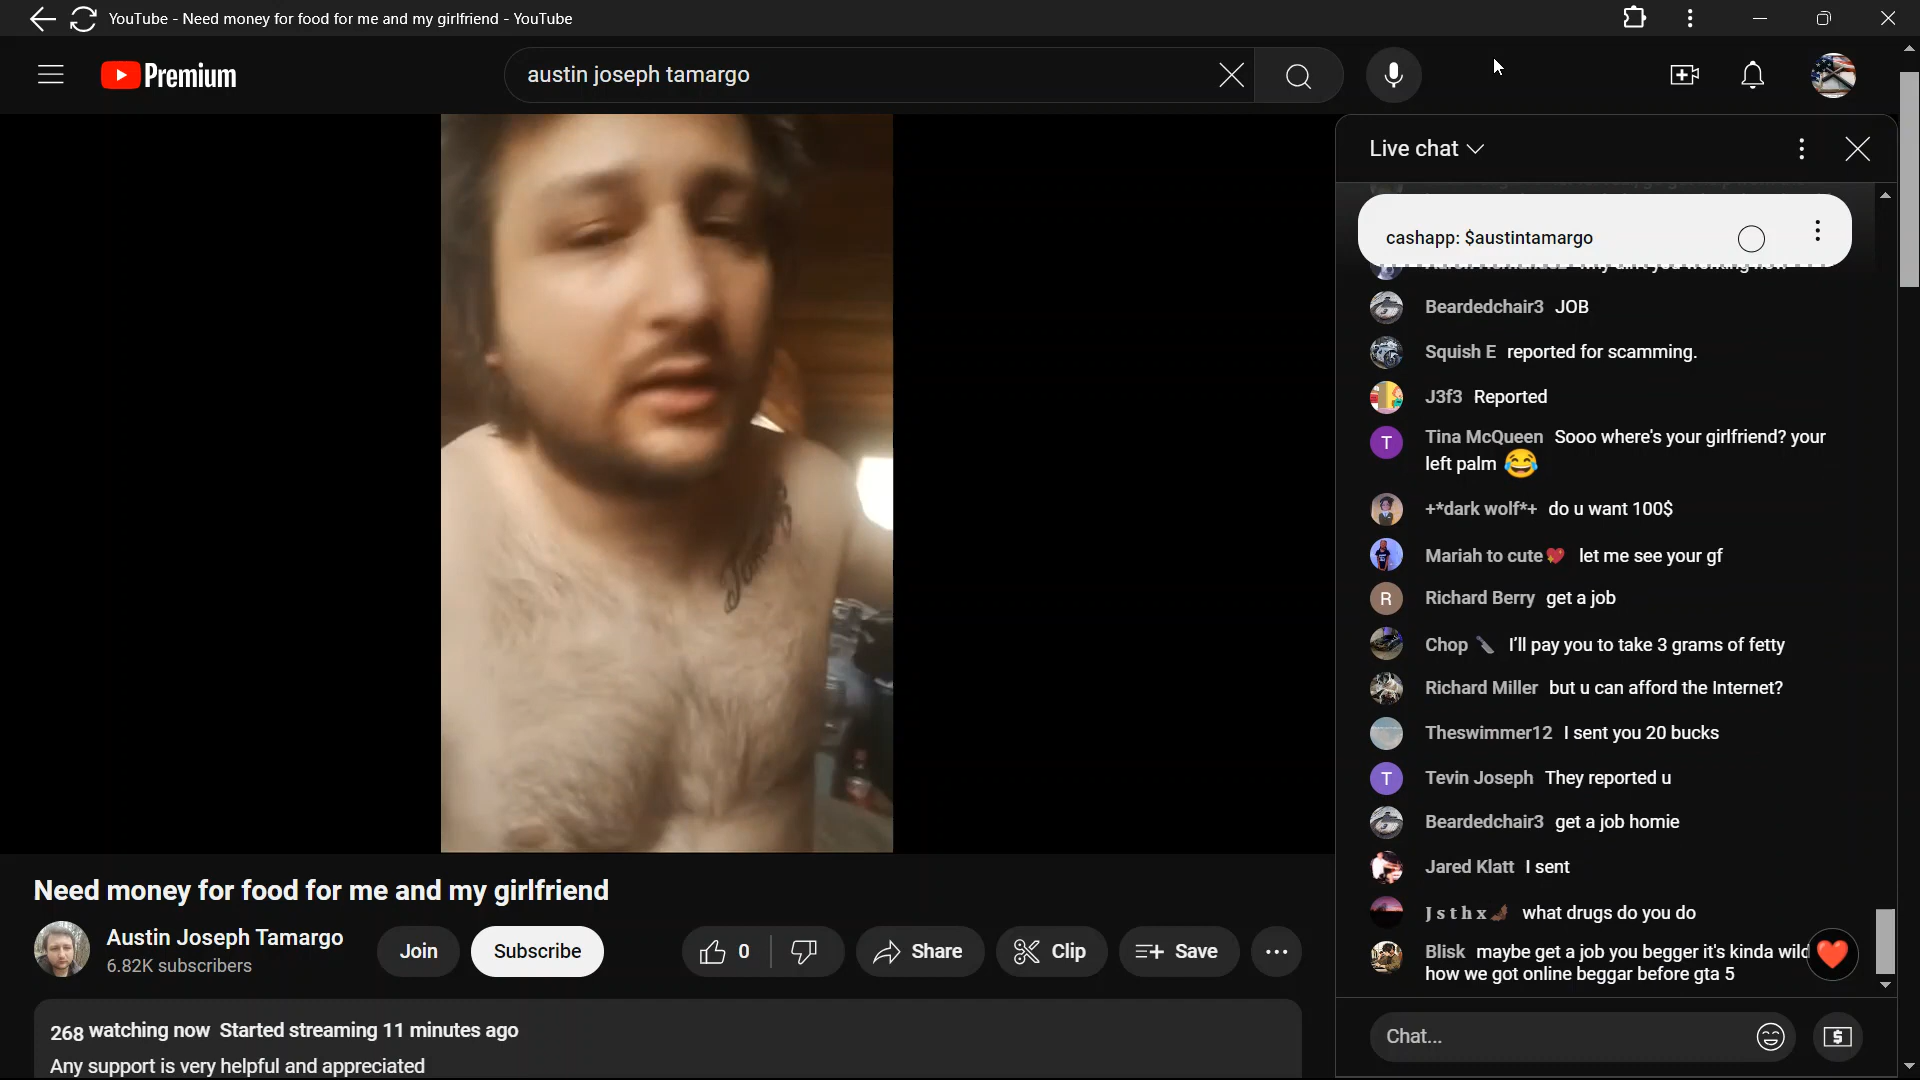 YouTube - Need money for food for me and my girlfriend - YouTube
Premium
austin joseph tamargo
Live chat
cashapp: $austintamargo
Beardedchair3 JOB
Squish E reported for scamming.
J3f3 Reported
T Tina McQueen Sooo where's your girlfriend? your
left palm 😂
+*dark wolf*+ do u want 100$
Mariah to cute💖 let me see your gf
R Richard Berry get a job
Chop 🔪 I'll pay you to take 3 grams of fetty
Richard Miller but u can afford the Internet?
Theswimmer12 I sent you 20 bucks
T Tevin Joseph They reported u
Beardedchair3 get a job homie
Jared Klatt I sent
J s t h x🦇 what drugs do you do
Blisk maybe get a job you begger it's kinda wild
how we got online beggar before gta 5
Chat...
Need money for food for me and my girlfriend
Austin Joseph Tamargo
6.82K subscribers
Join
Subscribe
0
Share
Clip
Save
268 watching now Started streaming 11 minutes ago
Any support is very helpful and appreciated